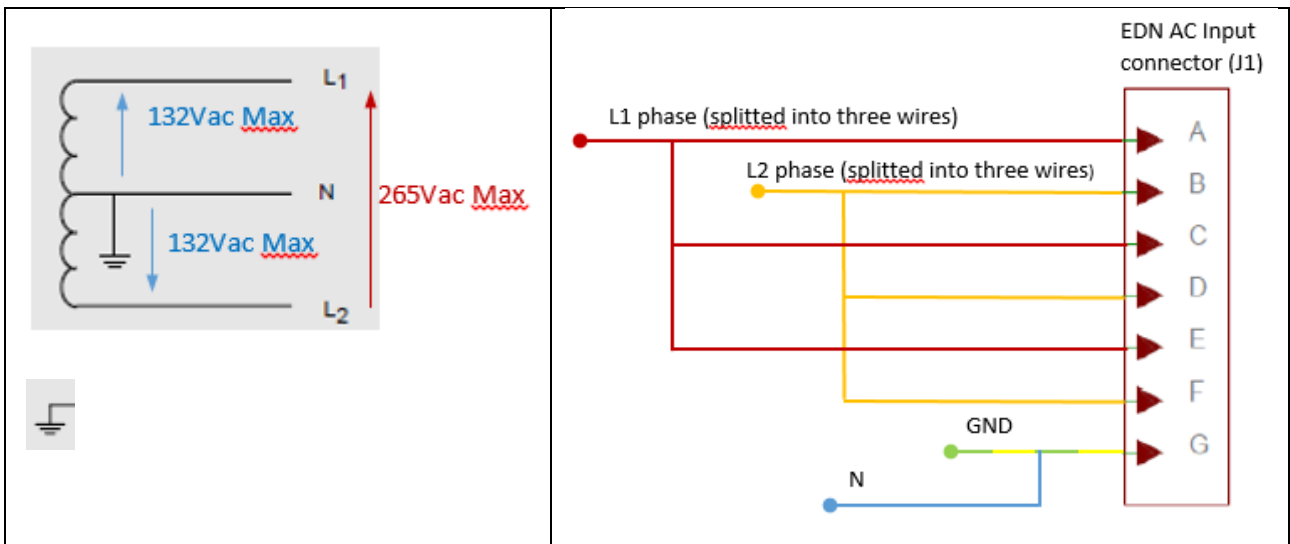 L1
132Vac Max
N
265Vac Max
132Vac Max
L2
EDN AC Input
connector (J1)
L1 phase (splitted into three wires)
A
L2 phase (splitted into three wires)
B
C
D
E
F
GND
G
N